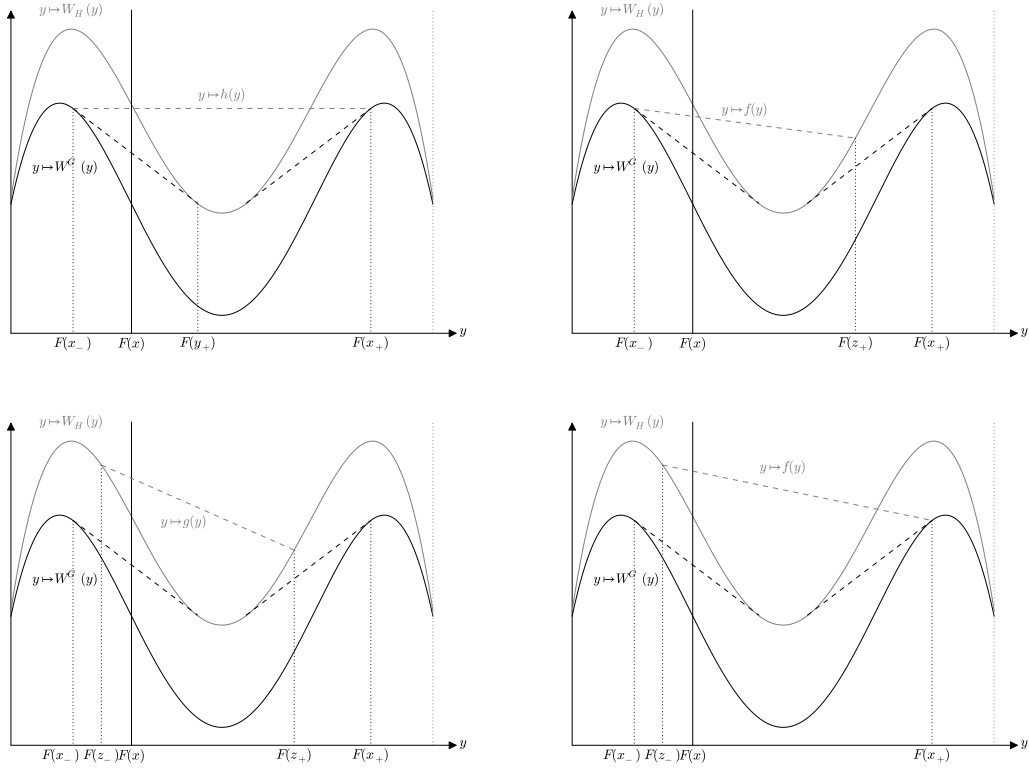 y↦W_H(y) y↦W_H(y)
y↦h(y) y↦f(y)
y↦W^G(y) y↦W^G(y)
y y
F(x_−) F(x) F(y_+) F(x_+) F(x_−) F(x) F(z_+) F(x_+)
y↦W_H(y) y↦W_H(y)
y↦f(y)
y↦g(y)
y↦W^G(y) y↦W^G(y)
y y
F(x_−) F(z_−) F(x) F(z_+) F(x_+) F(x_−) F(z_−) F(x) F(x_+)